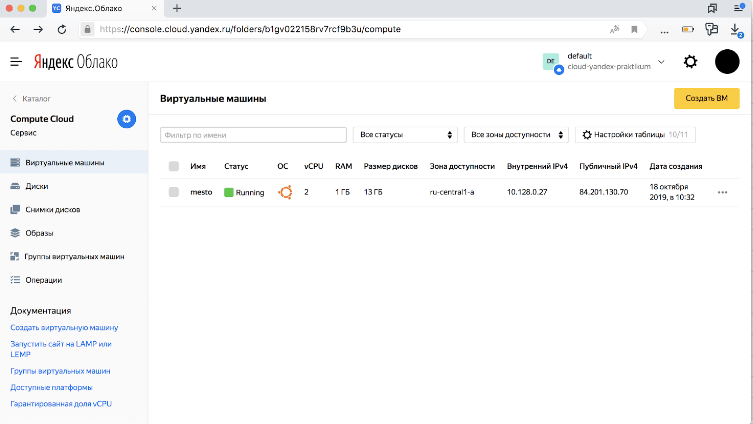 Яндекс.Облако
https://console.cloud.yandex.ru/folders/b1gv022158rv7rcf9b3u/compute
2
Яндекс Облако
DE
default
cloud-yandex-praktikum
Каталог
Compute Cloud
Сервис
Виртуальные машины
Диски
Снимки дисков
Образы
Группы виртуальных машин
Операции
Документация
Создать виртуальную машину
Запустить сайт на LAMP или
LEMP
Группы виртуальных машин
Доступные платформы
Гарантированная доля vCPU
Виртуальные машины
Создать ВМ
Фильтр по имени
Все статусы
Все зоны доступности
Настройки таблицы 10/11
Имя Статус ОС vCPU RAM Размер дисков Зона доступности Внутренний IPv4 Публичный IPv4 Дата создания
mesto Running 2 1 ГБ 13 ГБ ru-central1-a 10.128.0.27 84.201.130.70 18 октября
2019, в 10:32